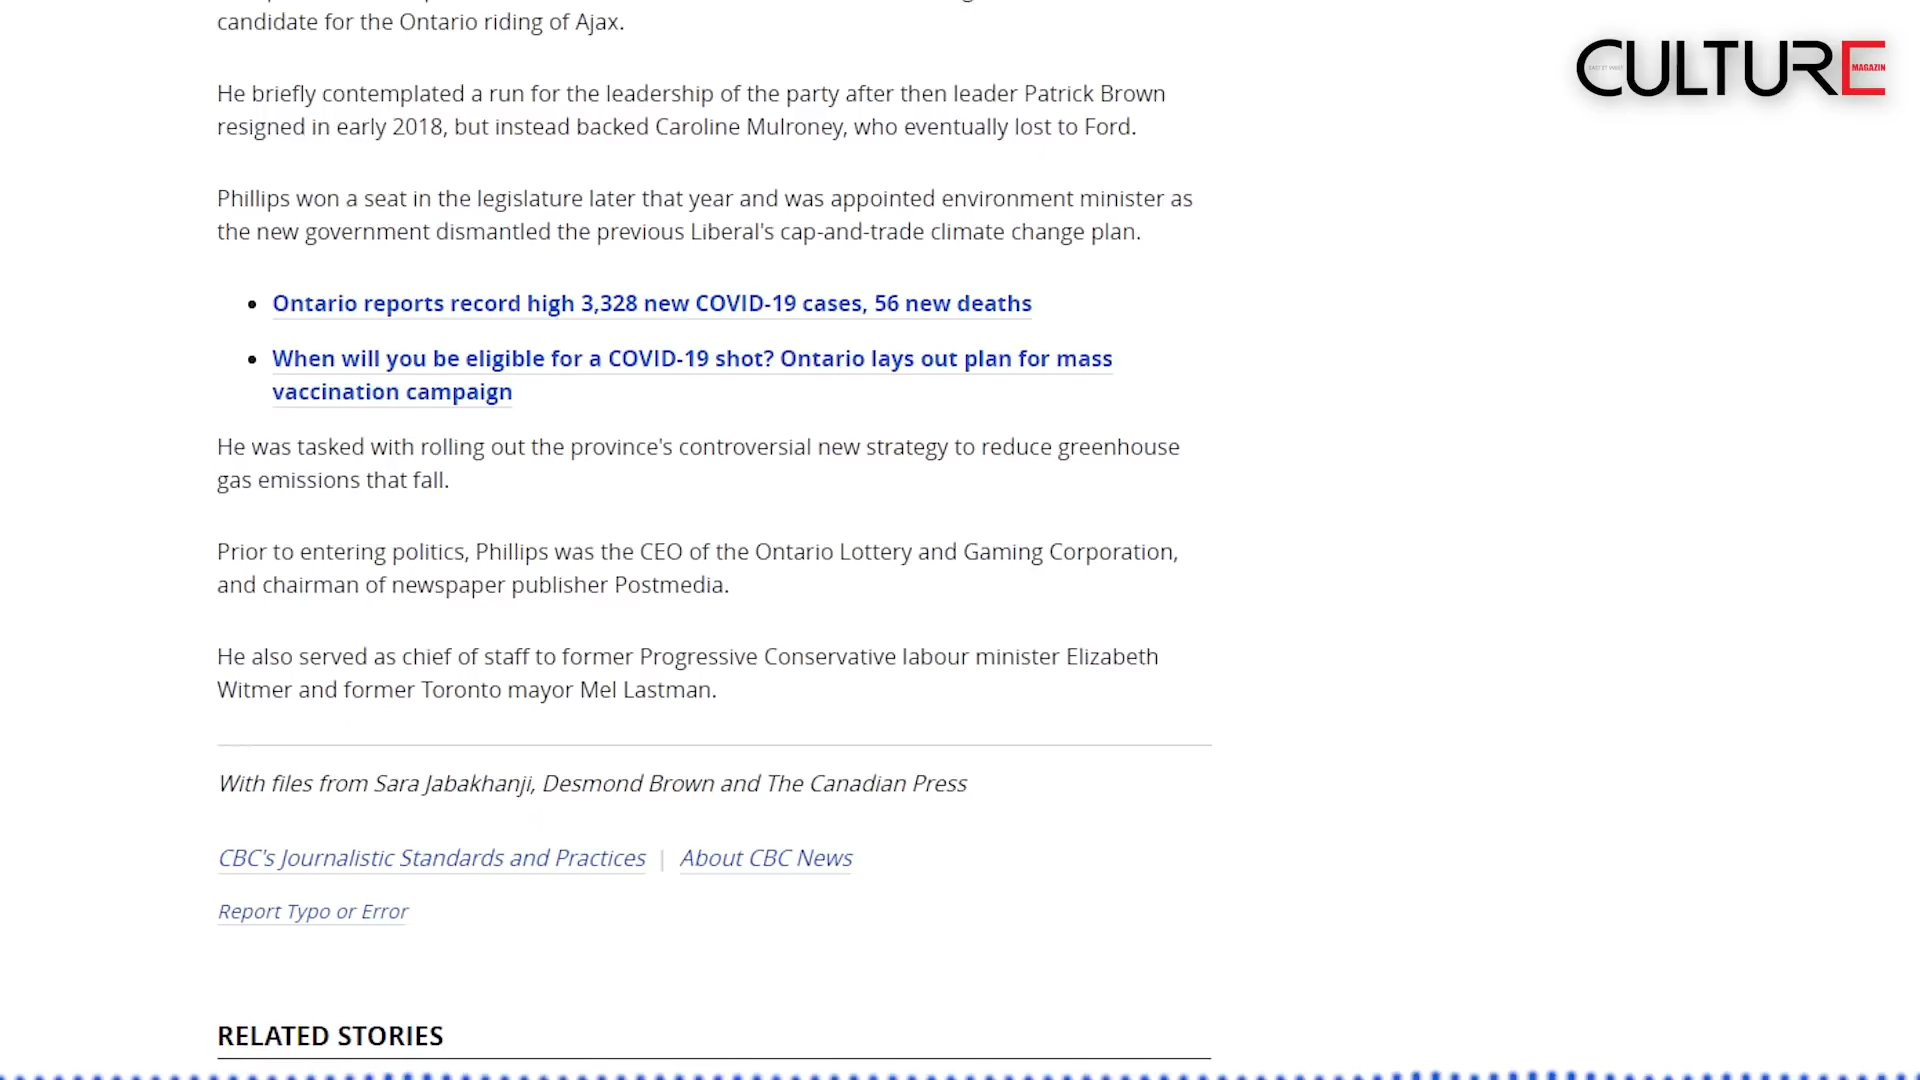 candidate for the Ontario riding of Ajax.
CULTURE
MAGAZIN
He briefly contemplated a run for the leadership of the party after then leader Patrick Brown
resigned in early 2018, but instead backed Caroline Mulroney, who eventually lost to Ford.
Phillips won a seat in the legislature later that year and was appointed environment minister as
the new government dismantled the previous Liberal's cap-and-trade climate change plan.
• Ontario reports record high 3,328 new COVID-19 cases, 56 new deaths
• When will you be eligible for a COVID-19 shot? Ontario lays out plan for mass
vaccination campaign
He was tasked with rolling out the province's controversial new strategy to reduce greenhouse
gas emissions that fall.
Prior to entering politics, Phillips was the CEO of the Ontario Lottery and Gaming Corporation,
and chairman of newspaper publisher Postmedia.
He also served as chief of staff to former Progressive Conservative labour minister Elizabeth
Witmer and former Toronto mayor Mel Lastman.
With files from Sara Jabakhanji, Desmond Brown and The Canadian Press
CBC's Journalistic Standards and Practices | About CBC News
Report Typo or Error
RELATED STORIES